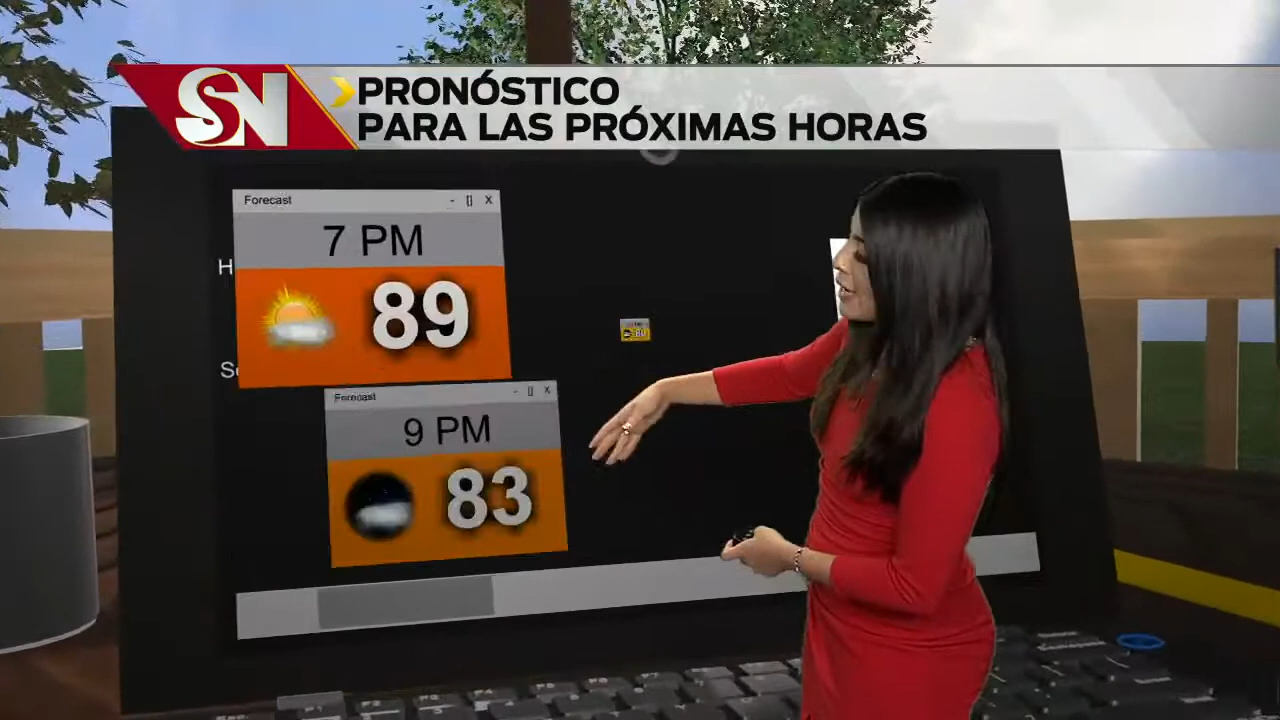 SN
PRONÓSTICO
PARA LAS PRÓXIMAS HORAS
Forecast - [] X
7 PM
H
89
S
Forecast - [] X
9 PM
83